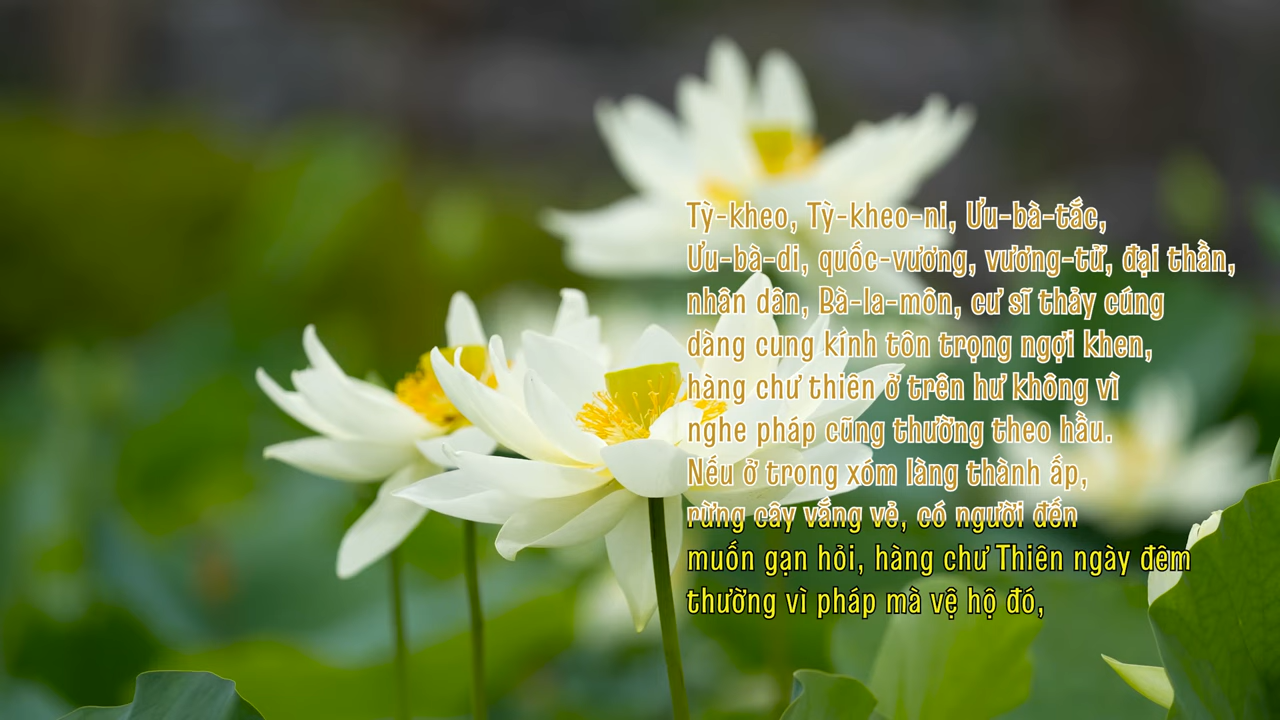 Tỳ-kheo, Tỳ-kheo-ni, Ưu-bà-tắc,
Ưu-bà-di, quốc-vương, vương-tử, đại thần,
nhân dân, Bà-la-môn, cư sĩ thảy cúng
dàng cung kính tôn trọng ngợi khen,
hàng chư thiên ở trên hư không vì
nghe pháp cũng thường theo hầu.
Nếu ở trong xóm làng thành ấp,
rừng cây vắng vẻ, có người đến
muốn gạn hỏi, hàng chư Thiên ngày đêm
thường vì pháp mà vệ hộ đó,